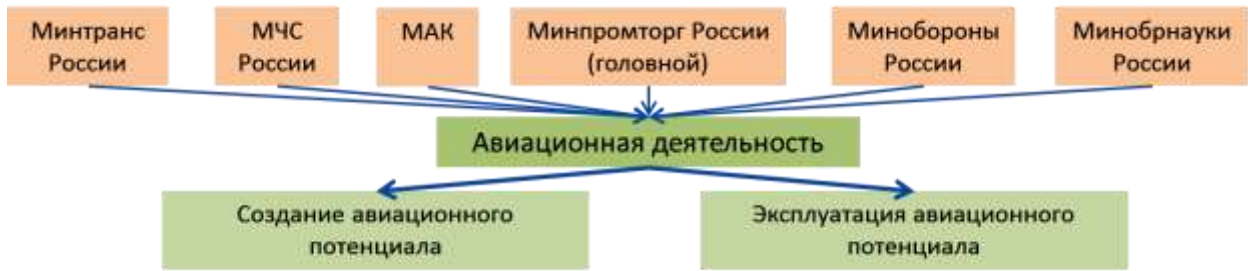 Минтранс
России
МЧС
России
МАК
Минпромторг России
(головной)
Минобороны
России
Минобрнауки
России
Авиационная деятельность
Создание авиационного
потенциала
Эксплуатация авиационного
потенциала